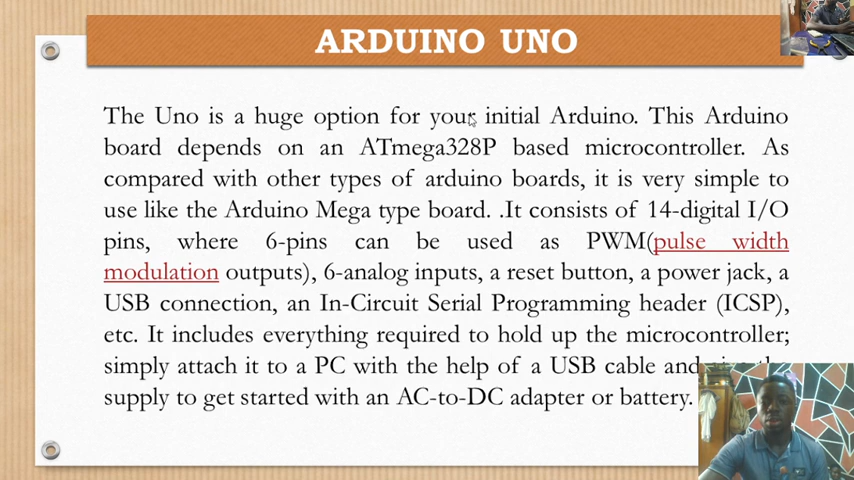 ARDUINO UNO
The Uno is a huge option for your initial Arduino. This Arduino
board depends on an ATmega328P based microcontroller. As
compared with other types of arduino boards, it is very simple to
use like the Arduino Mega type board. .It consists of 14-digital I/O
pins, where 6-pins can be used as PWM(pulse width
modulation outputs), 6-analog inputs, a reset button, a power jack, a
USB connection, an In-Circuit Serial Programming header (ICSP),
etc. It includes everything required to hold up the microcontroller;
simply attach it to a PC with the help of a USB cable and
supply to get started with an AC-to-DC adapter or battery.